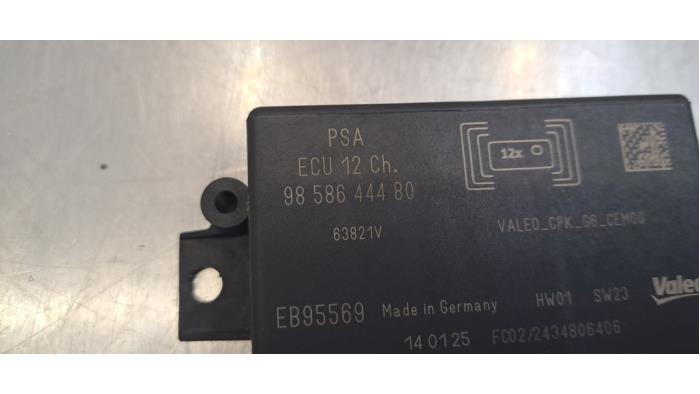 PSA
ECU 12 Ch.
98 586 444 80
63821V
12x
VALEO_CPK_G6_CEM00
EB95569 Made in Germany HW01 SW23
14 01 25 FC02/2434806406